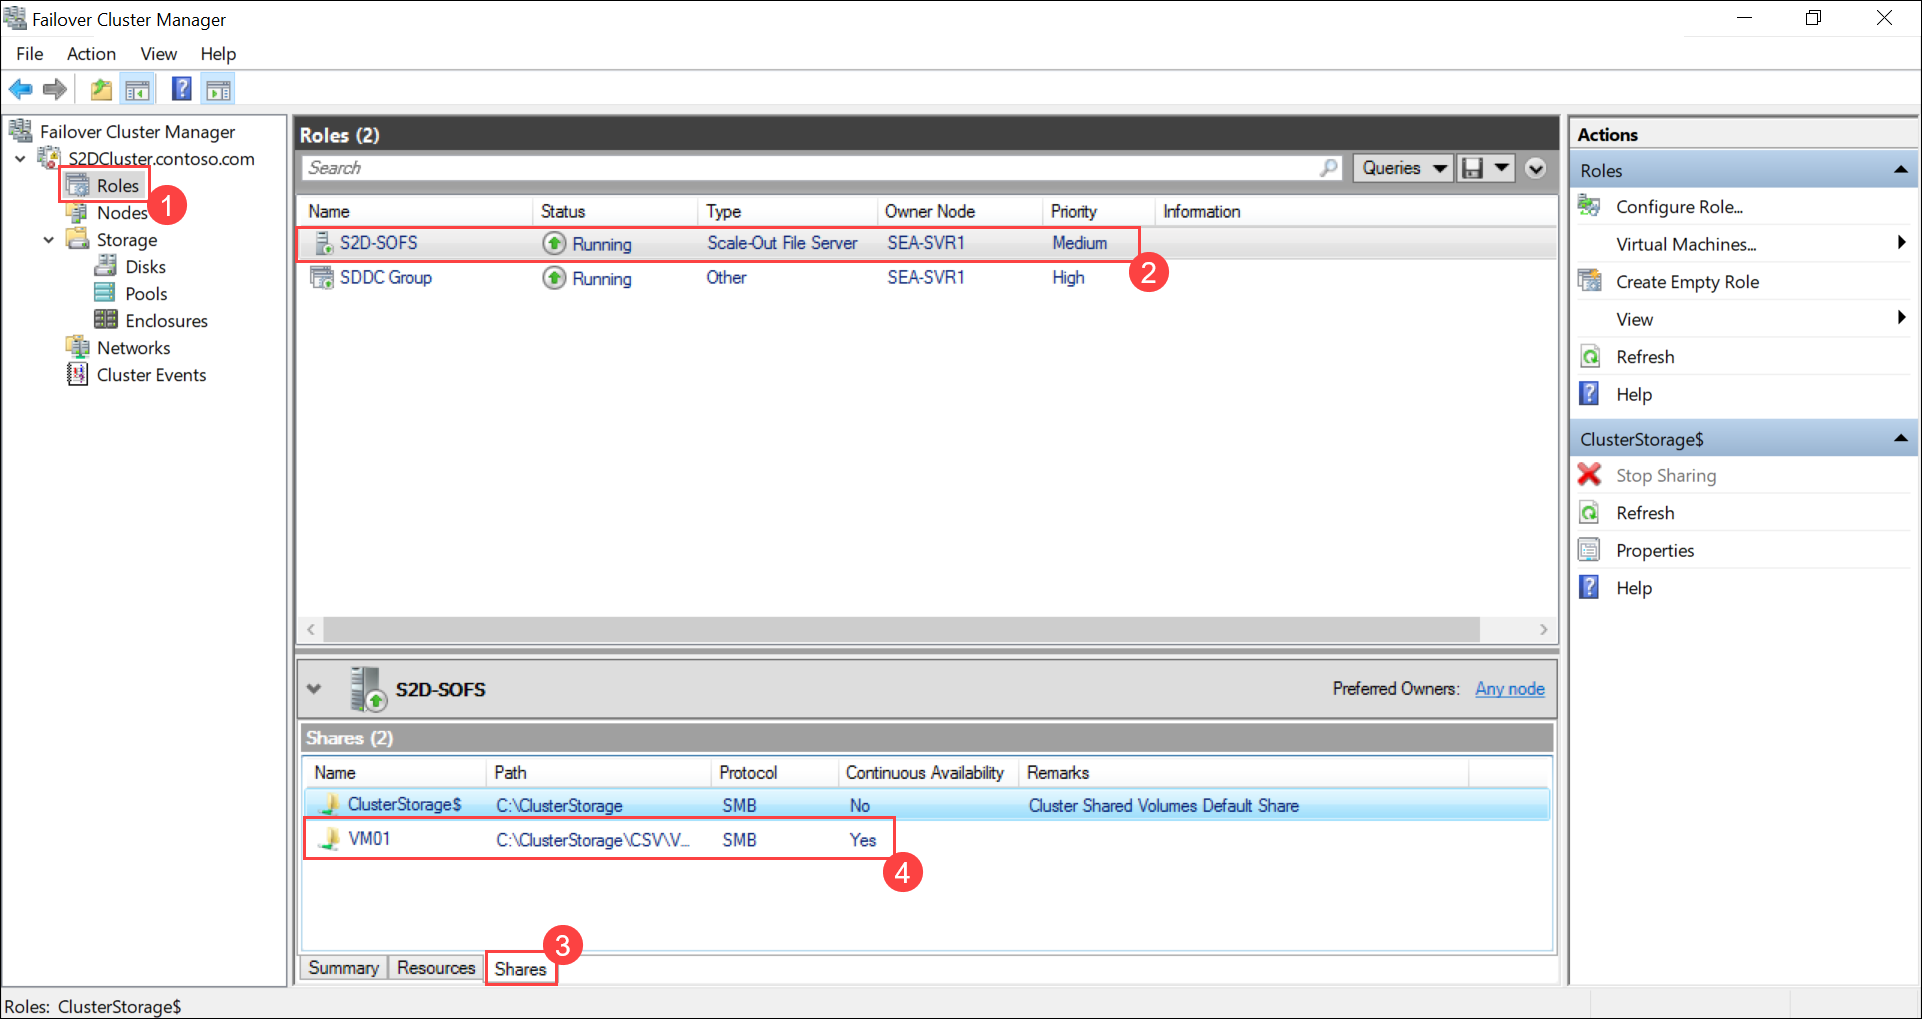 Failover Cluster Manager
File Action View Help
Failover Cluster Manager
S2DCluster.contoso.com
Roles
1
Nodes
Storage
Disks
Pools
Enclosures
Networks
Cluster Events
Roles (2)
Search
Queries
Name Status Type Owner Node Priority Information
S2D-SOFS Running Scale-Out File Server SEA-SVR1 Medium
2
SDDC Group Running Other SEA-SVR1 High
S2D-SOFS
Preferred Owners: Any node
Shares (2)
Name Path Protocol Continuous Availability Remarks
ClusterStorage$ C:\ClusterStorage SMB No Cluster Shared Volumes Default Share
VM01 C:\ClusterStorage\CSV\V... SMB Yes
4
3
Summary Resources Shares
Actions
Roles
Configure Role...
Virtual Machines...
Create Empty Role
View
Refresh
Help
ClusterStorage$
Stop Sharing
Refresh
Properties
Help
Roles: ClusterStorage$